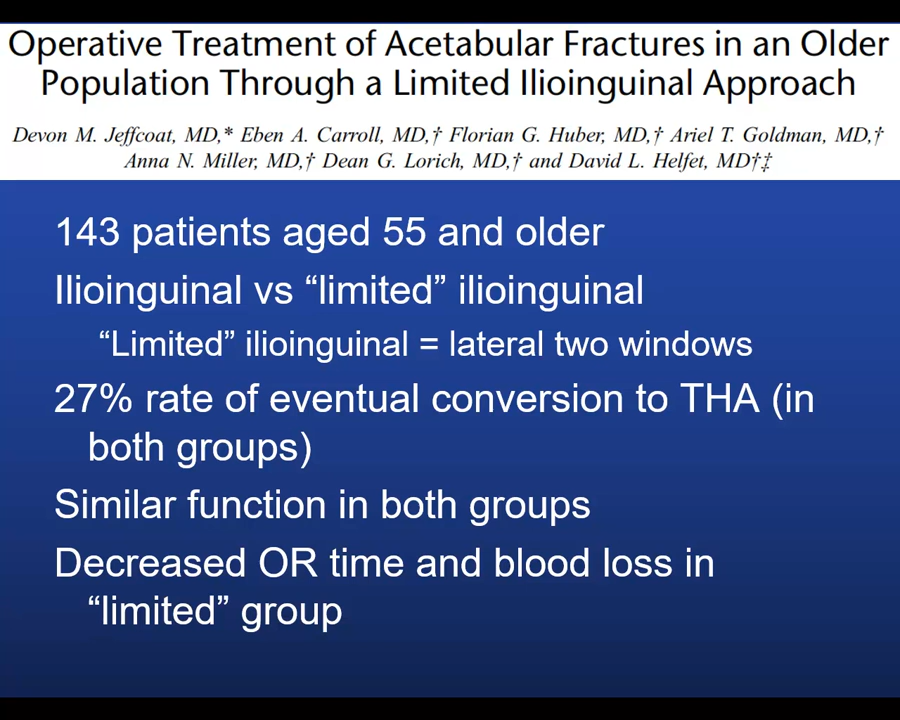 Operative Treatment of Acetabular Fractures in an Older
Population Through a Limited Ilioinguinal Approach
Devon M. Jeffcoat, MD,* Eben A. Carroll, MD,† Florian G. Huber, MD,† Ariel T. Goldman, MD,†
Anna N. Miller, MD,† Dean G. Lorich, MD,† and David L. Helfet, MD†‡
143 patients aged 55 and older
Ilioinguinal vs “limited” ilioinguinal
“Limited” ilioinguinal = lateral two windows
27% rate of eventual conversion to THA (in
both groups)
Similar function in both groups
Decreased OR time and blood loss in
“limited” group